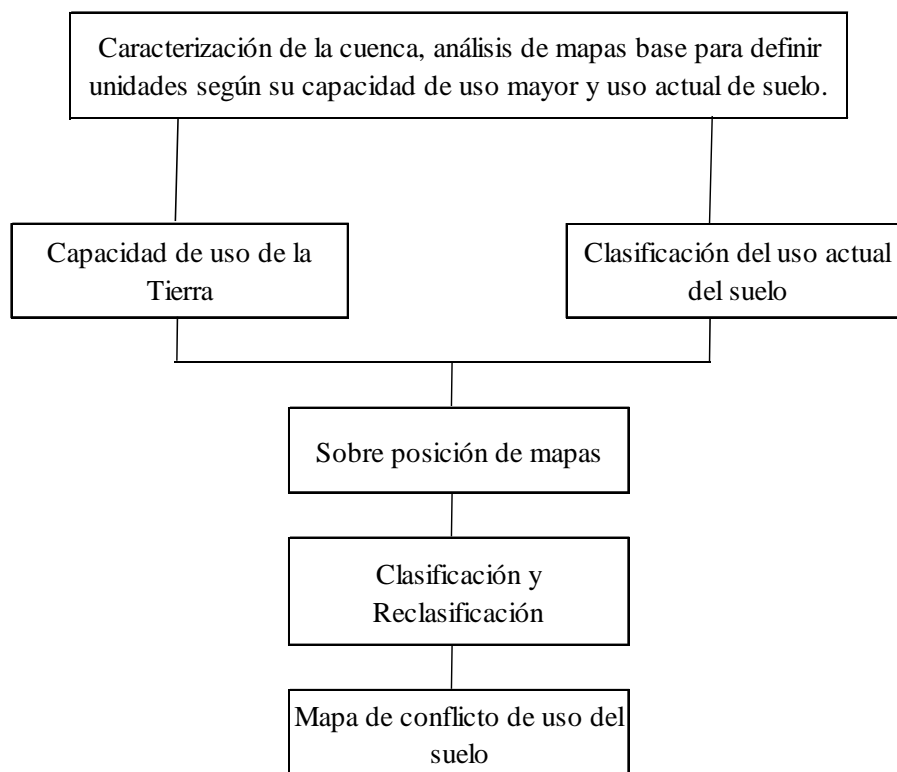 Caracterización de la cuenca, análisis de mapas base para definir
unidades según su capacidad de uso mayor y uso actual de suelo.
Capacidad de uso de la
Tierra
Clasificación del uso actual
del suelo
Sobre posición de mapas
Clasificación y
Reclasificación
Mapa de conflicto de uso del
suelo